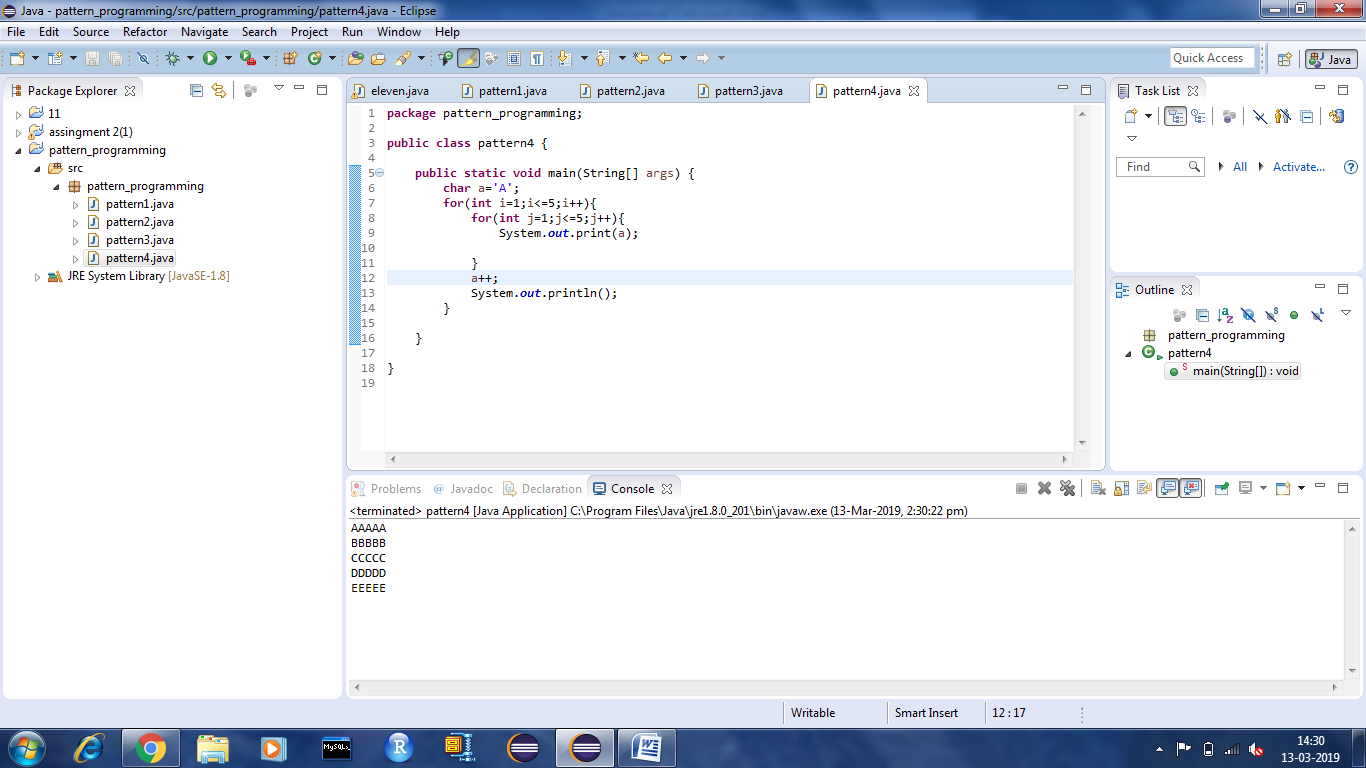 Java - pattern_programming/src/pattern_programming/pattern4.java - Eclipse
File Edit Source Refactor Navigate Search Project Run Window Help
Quick Access
Java
Package Explorer
11
assingment 2(1)
pattern_programming
src
pattern_programming
pattern1.java
pattern2.java
pattern3.java
pattern4.java
JRE System Library [JavaSE-1.8]
eleven.java pattern1.java pattern2.java pattern3.java pattern4.java
1 package pattern_programming;
2
3 public class pattern4 {
4
5 public static void main(String[] args) {
6 char a='A';
7 for(int i=1;i<=5;i++){
8 for(int j=1;j<=5;j++){
9 System.out.print(a);
10
11 }
12 a++;
13 System.out.println();
14 }
15
16 }
17
18 }
19
Task List
Find All Activate...
Outline
pattern_programming
pattern4
main(String[]) : void
Problems @ Javadoc Declaration Console
<terminated> pattern4 [Java Application] C:\Program Files\Java\jre1.8.0_201\bin\javaw.exe (13-Mar-2019, 2:30:22 pm)
AAAAA
BBBBB
CCCCC
DDDDD
EEEEE
Writable Smart Insert 12 : 17
MySQL
R
W
14:30
13-03-2019